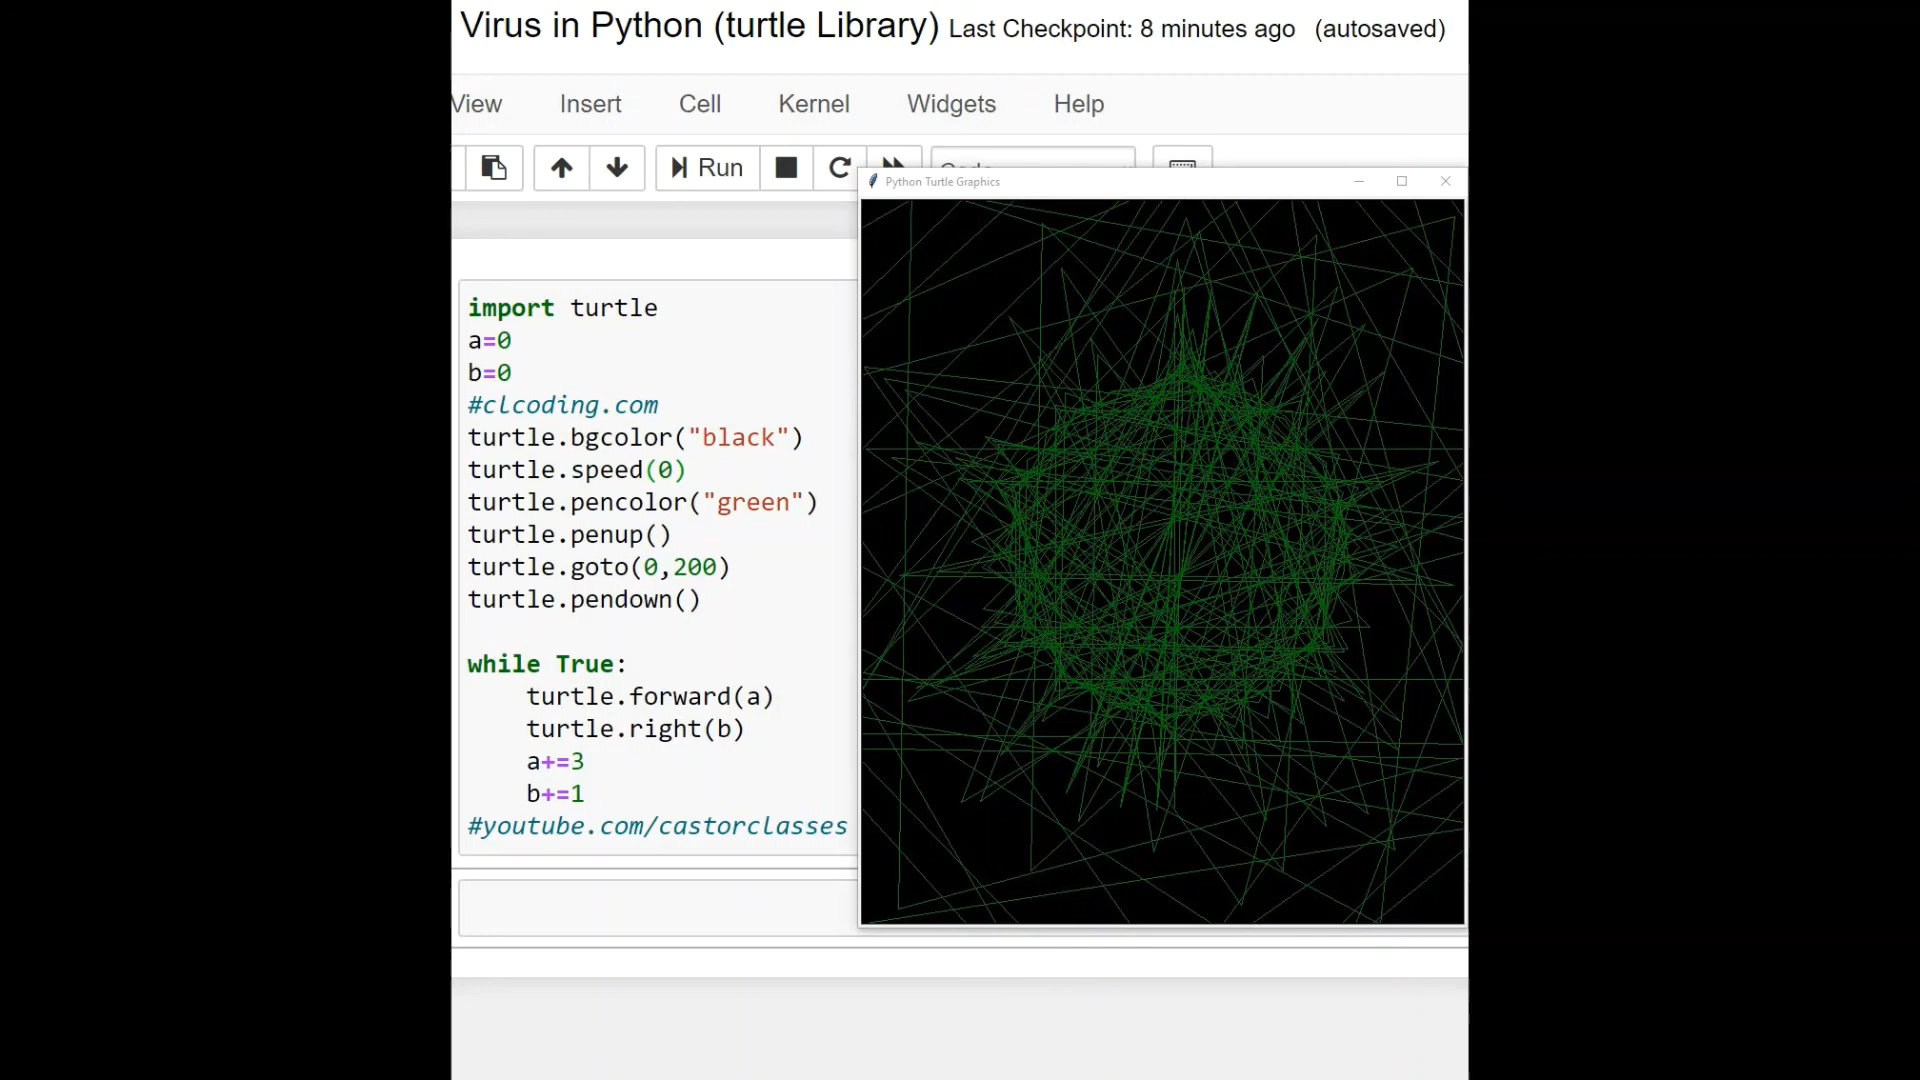 Virus in Python (turtle Library) Last Checkpoint: 8 minutes ago (autosaved)
View Insert Cell Kernel Widgets Help
Run
Python Turtle Graphics
import turtle
a=0
b=0
#clcoding.com
turtle.bgcolor("black")
turtle.speed(0)
turtle.pencolor("green")
turtle.penup()
turtle.goto(0,200)
turtle.pendown()
while True:
turtle.forward(a)
turtle.right(b)
a+=3
b+=1
#youtube.com/castorclasses